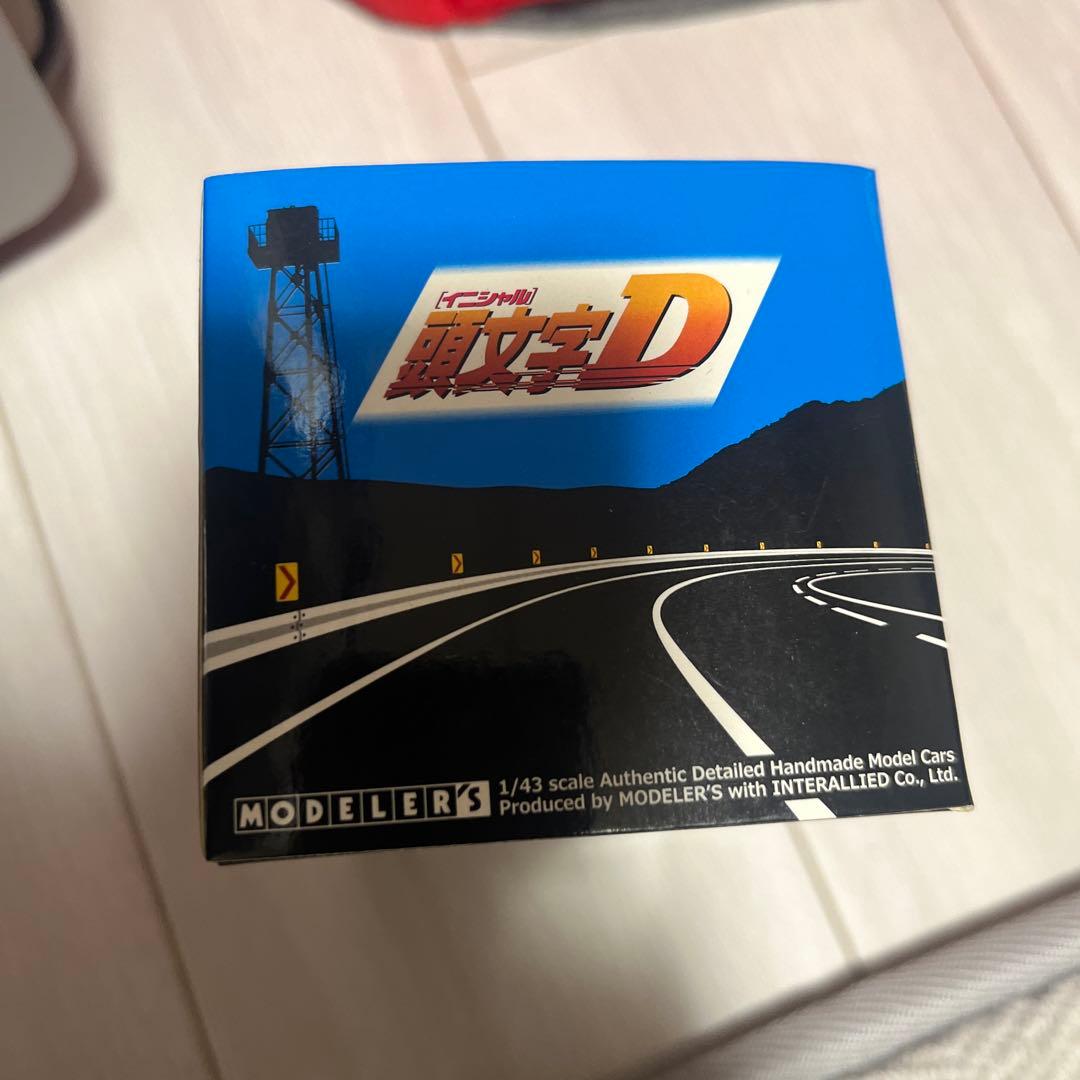 [イニシャル]
頭文字D
MODELER'S
1/43 scale Authentic Detailed Handmade Model Cars
Produced by MODELER'S with INTERALLIED Co., Ltd.